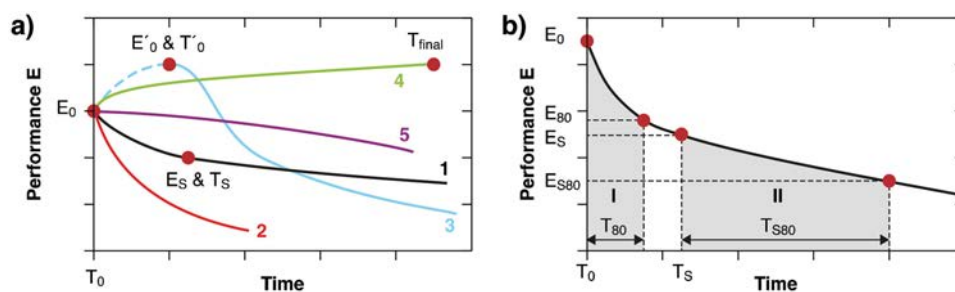 a)
E´0 & T´0
Tfinal
4
E0
5
ES & TS
1
2
3
Performance E
T0
Time
b)
E0
E80
ES
ES80
I
II
T80
TS80
Performance E
T0
TS
Time